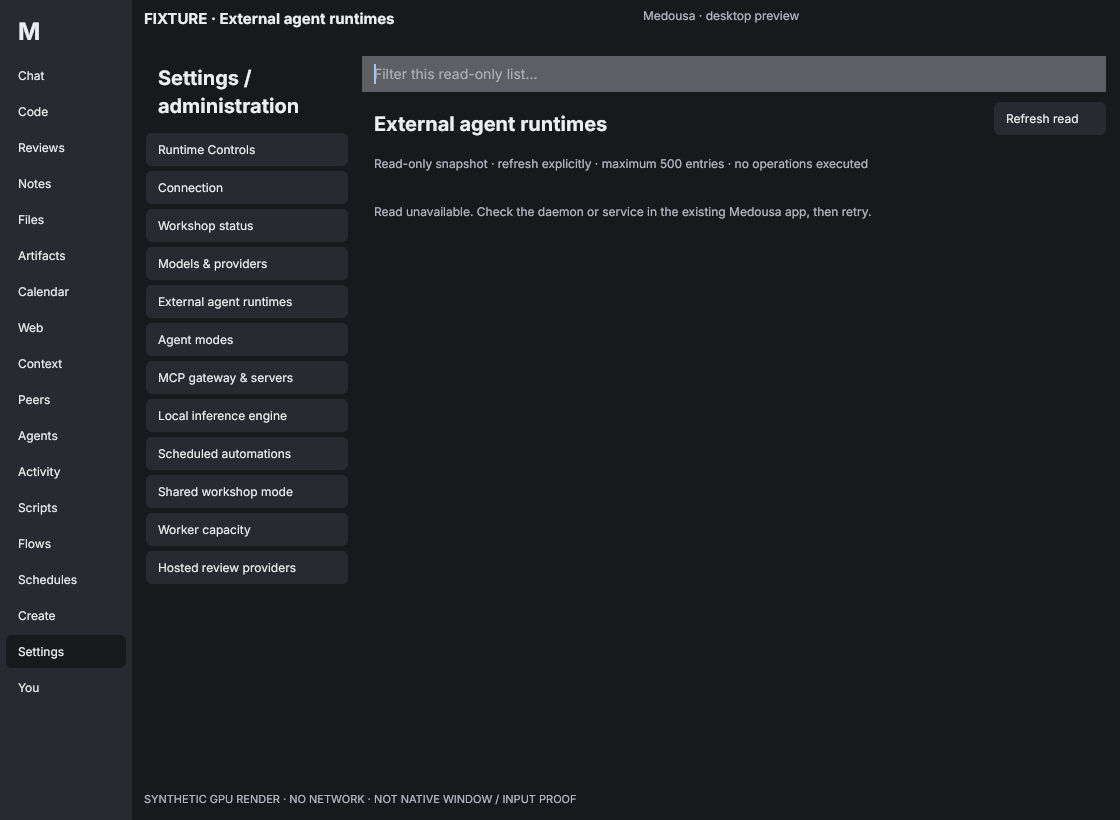 M
FIXTURE · External agent runtimes
Medousa · desktop preview
Chat
Code
Reviews
Notes
Files
Artifacts
Calendar
Web
Context
Peers
Agents
Activity
Scripts
Flows
Schedules
Create
Settings
You
Settings /
administration
Runtime Controls
Connection
Workshop status
Models & providers
External agent runtimes
Agent modes
MCP gateway & servers
Local inference engine
Scheduled automations
Shared workshop mode
Worker capacity
Hosted review providers
Filter this read-only list...
External agent runtimes
Refresh read
Read-only snapshot · refresh explicitly · maximum 500 entries · no operations executed
Read unavailable. Check the daemon or service in the existing Medousa app, then retry.
SYNTHETIC GPU RENDER · NO NETWORK · NOT NATIVE WINDOW / INPUT PROOF